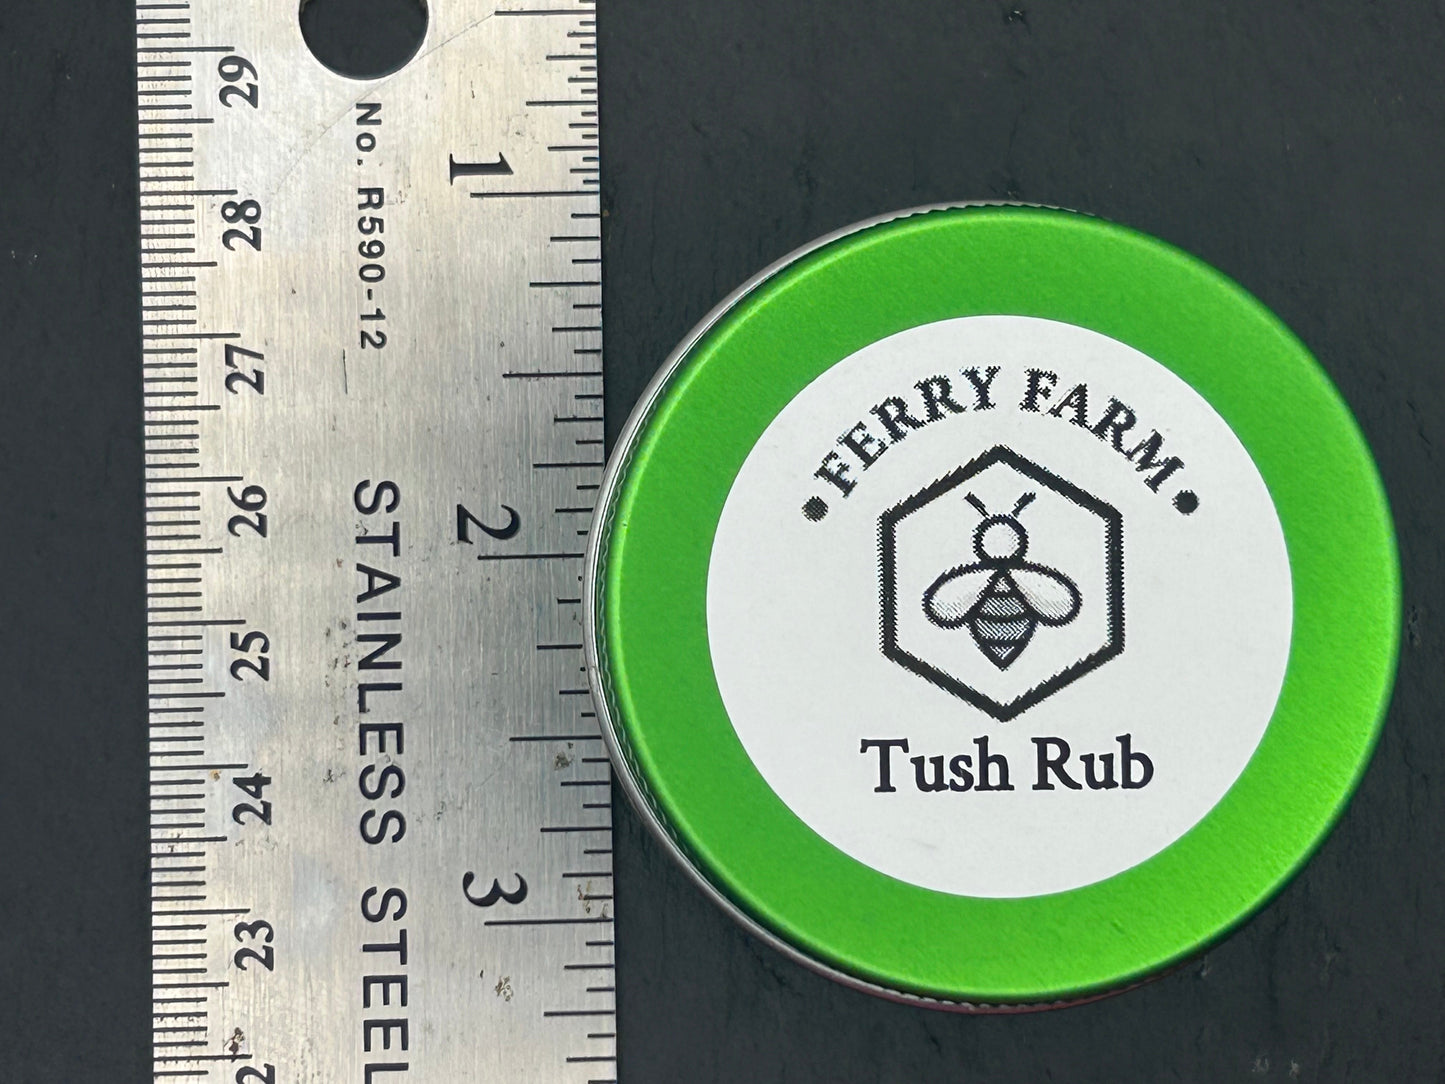 29
28
27
26
25
24
23
No. R590-12
STAINLESS STEEL
1
2
3
•FERRY FARM•
Tush Rub